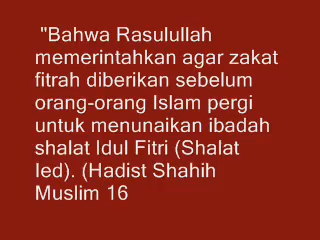 "Bahwa Rasulullah
memerintahkan agar zakat
fitrah diberikan sebelum
orang-orang Islam pergi
untuk menunaikan ibadah
shalat Idul Fitri (Shalat
Ied). (Hadist Shahih
Muslim 16